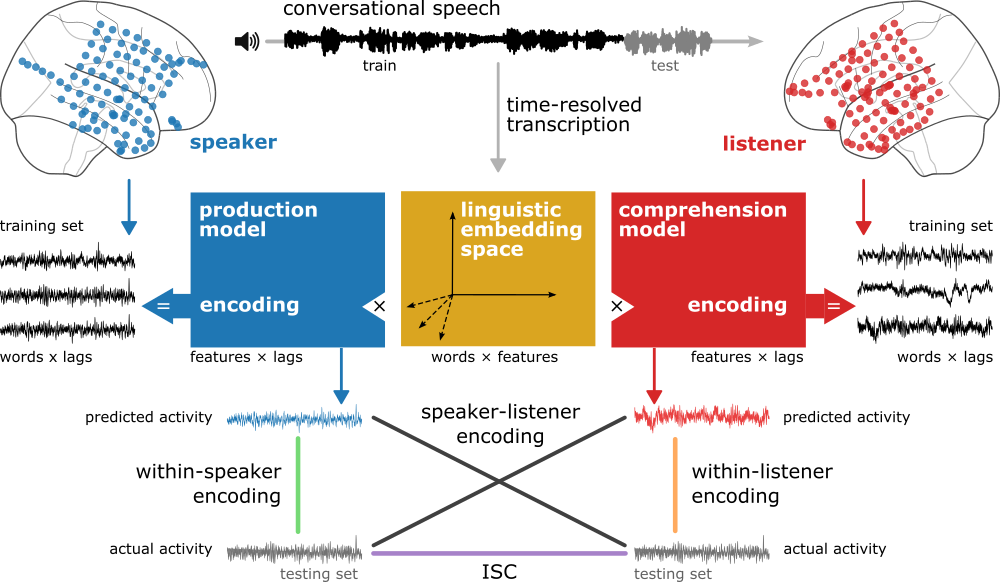 conversational speech
train
test
time-resolved
transcription
speaker
listener
training set
production
model
linguistic
embedding
space
comprehension
model
training set
=
encoding
×
×
encoding
=
words x lags
features × lags
words × features
features × lags
words × lags
predicted activity
speaker-listener
encoding
predicted activity
within-speaker
encoding
within-listener
encoding
actual activity
actual activity
testing set
ISC
testing set